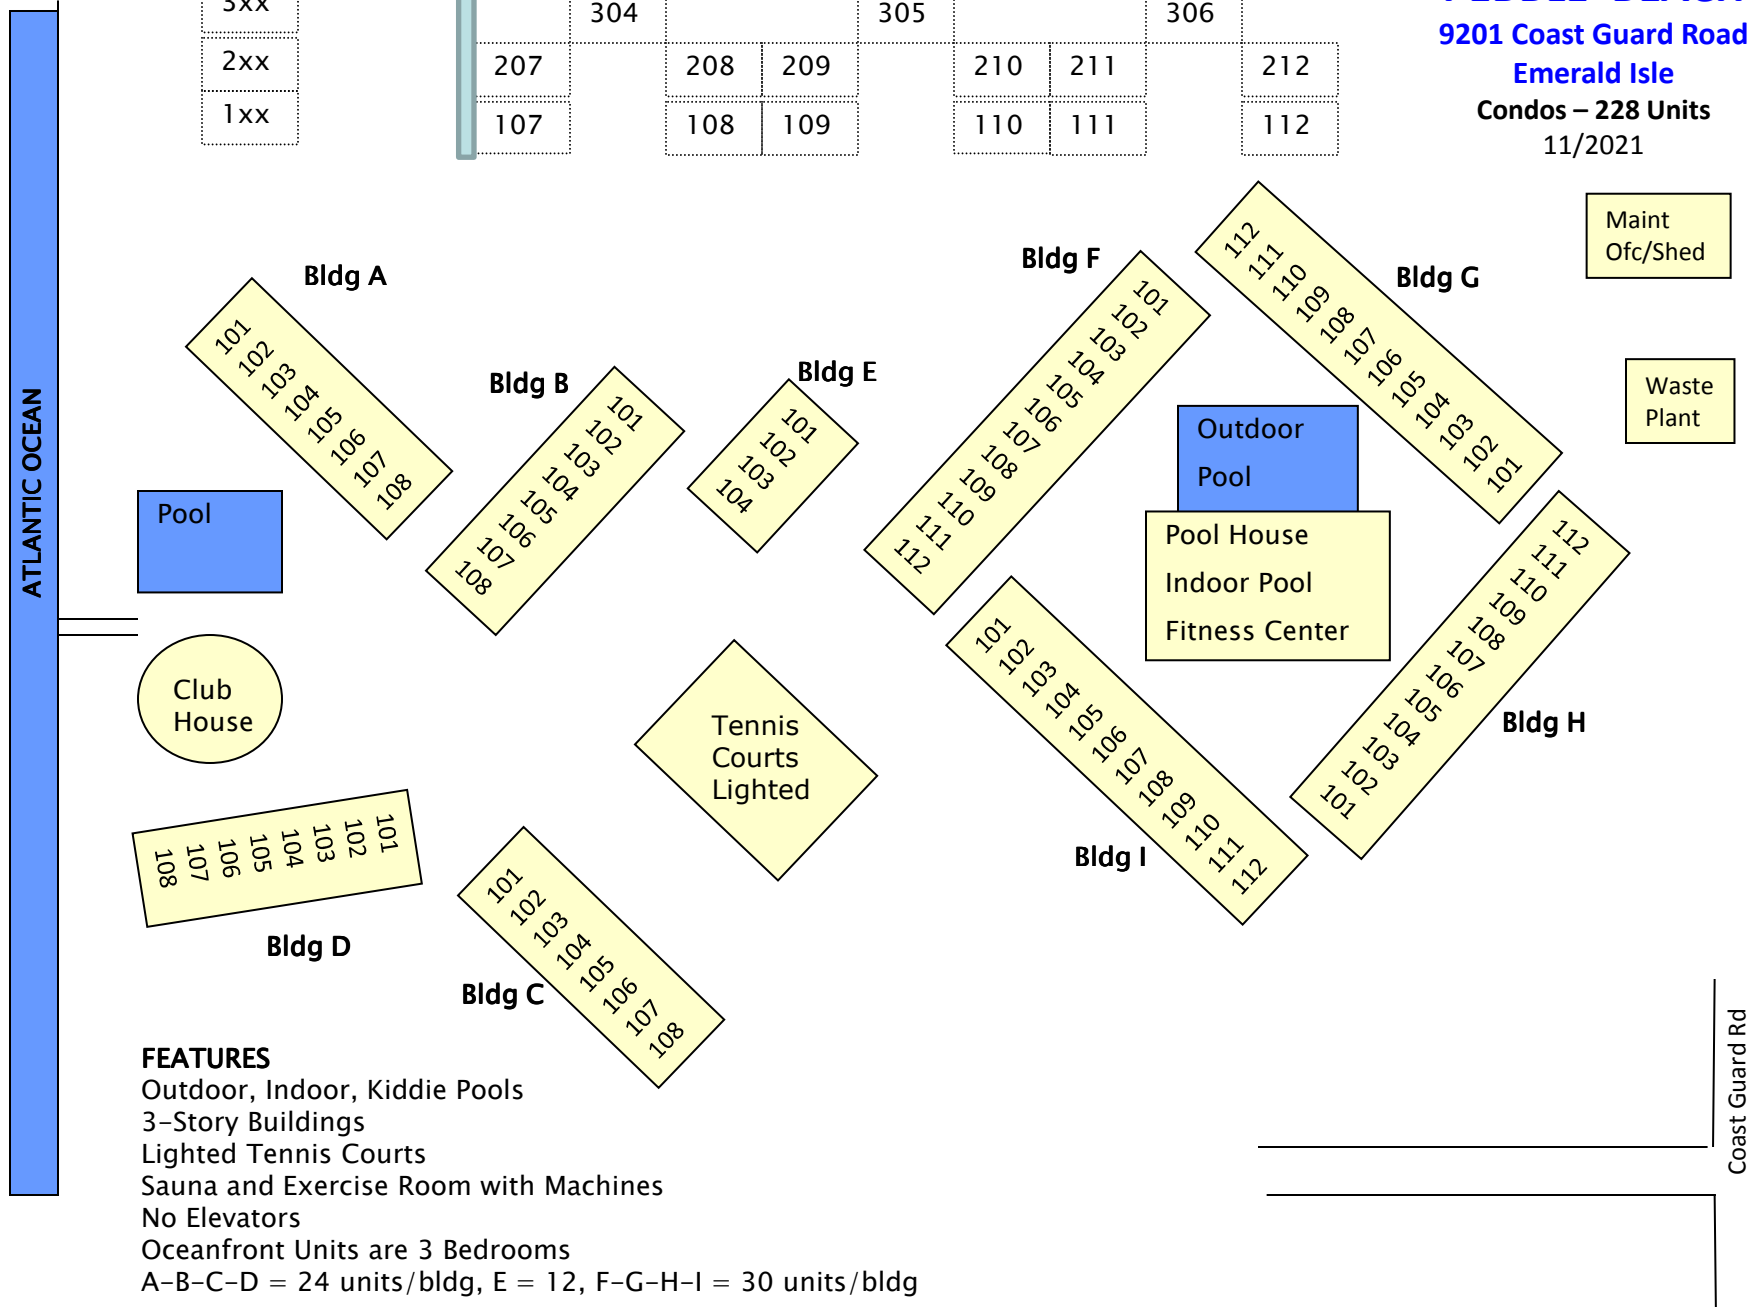 3xx
304
305
306
9201 Coast Guard Road
2xx
207
208
209
210
211
212
Emerald Isle
1xx
107
108
109
110
111
112
Condos – 228 Units
11/2021
Maint
Ofc/Shed
Bldg A
101
102
103
104
105
106
107
108
Bldg B
101
102
103
104
105
106
107
108
Bldg E
101
102
103
104
Bldg F
101
102
103
104
105
106
107
108
109
110
111
112
Bldg G
112
111
110
109
108
107
106
105
104
103
102
101
Waste
Plant
ATLANTIC OCEAN
Pool
Outdoor
Pool
Pool House
Indoor Pool
Fitness Center
Bldg H
112
111
110
109
108
107
106
105
104
103
102
101
Bldg I
101
102
103
104
105
106
107
108
109
110
111
112
Club
House
Tennis
Courts
Lighted
Bldg D
108
107
106
105
104
103
102
101
Bldg C
101
102
103
104
105
106
107
108
Coast Guard Rd
FEATURES
Outdoor, Indoor, Kiddie Pools
3-Story Buildings
Lighted Tennis Courts
Sauna and Exercise Room with Machines
No Elevators
Oceanfront Units are 3 Bedrooms
A-B-C-D = 24 units/bldg, E = 12, F-G-H-I = 30 units/bldg